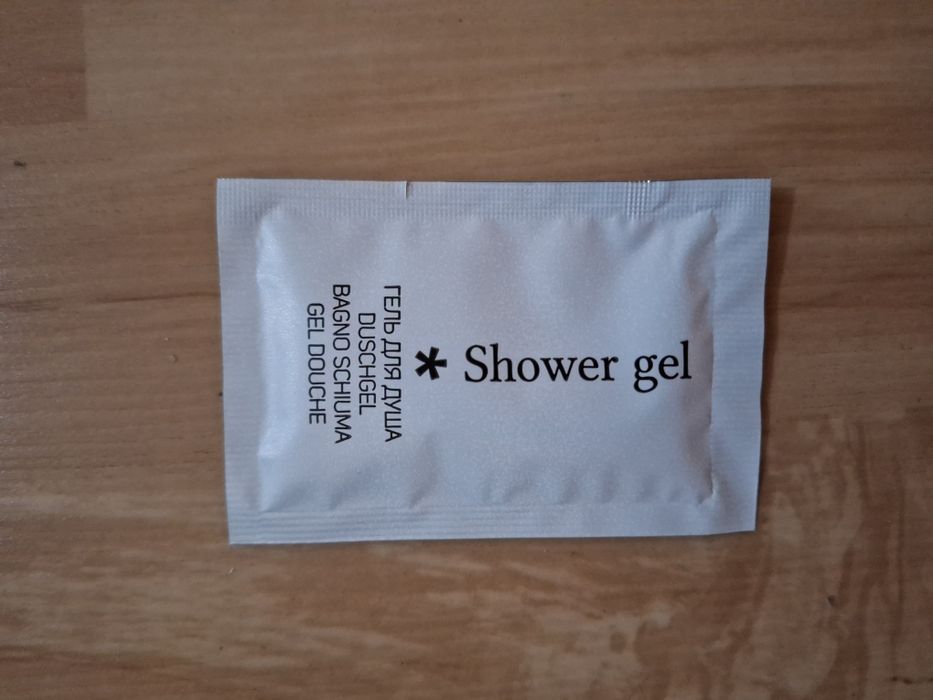 * Shower gel
ГЕЛЬ ДЛЯ ДУША
DUSCHGEL
BAGNO SCHIUMA
GEL DOUCHE